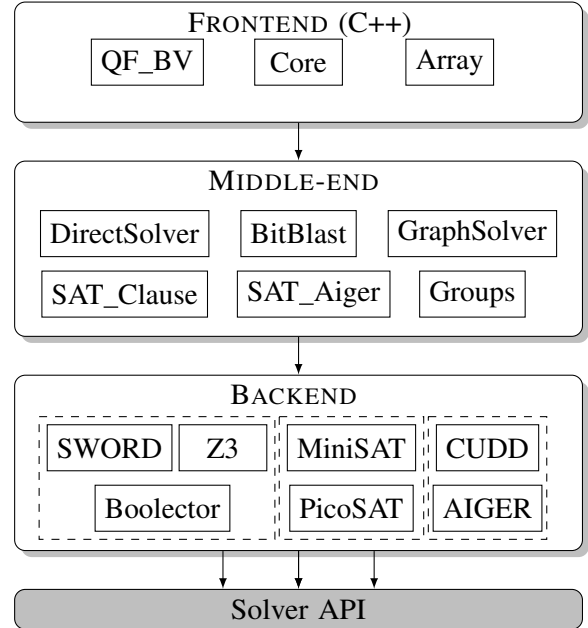 FRONTEND (C++)
QF_BV Core Array
MIDDLE-END
DirectSolver BitBlast GraphSolver
SAT_Clause SAT_Aiger Groups
BACKEND
SWORD Z3 MiniSAT CUDD
Boolector PicoSAT AIGER
Solver API